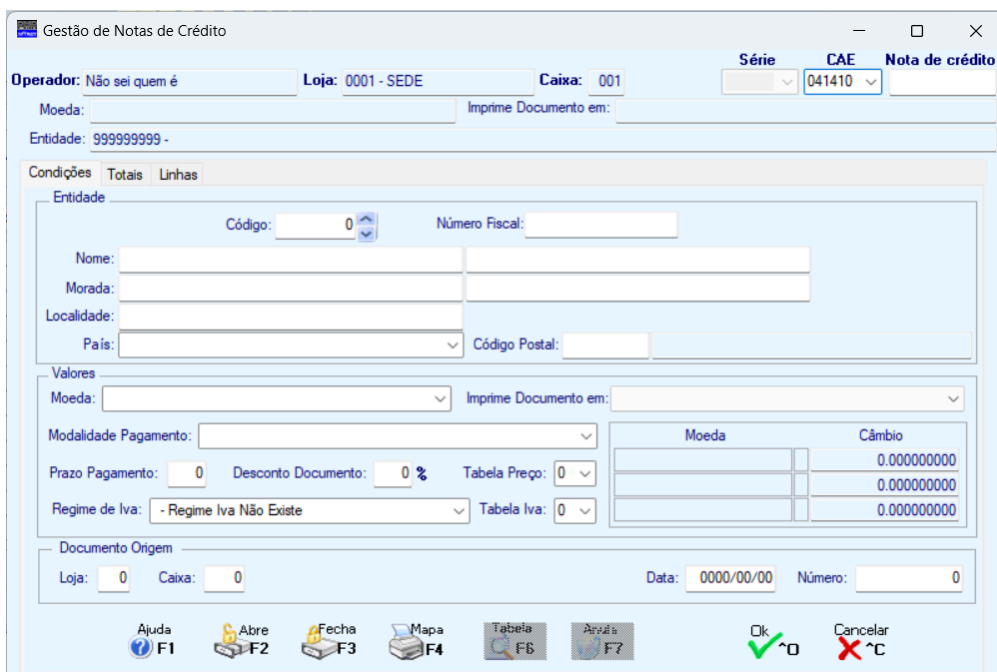 Gestão de Notas de Crédito
Série CAE Nota de crédito
Operador: Não sei quem é Loja: 0001 - SEDE Caixa: 001 041410
Moeda: Imprime Documento em:
Entidade: 999999999 -
Condições Totais Linhas
Entidade
Código: 0 Número Fiscal:
Nome:
Morada:
Localidade:
País: Código Postal:
Valores
Moeda: Imprime Documento em:
Modalidade Pagamento: Moeda Câmbio
0.000000000
Prazo Pagamento: 0 Desconto Documento: 0 % Tabela Preço: 0
0.000000000
Regime de Iva: - Regime Iva Não Existe Tabela Iva: 0 0.000000000
Documento Origem
Loja: 0 Caixa: 0 Data: 0000/00/00 Número: 0
Ajuda F1 Abre F2 Fecha F3 Mapa F4 Tabela F6 Anula F7 Ok ^O Cancelar ^C